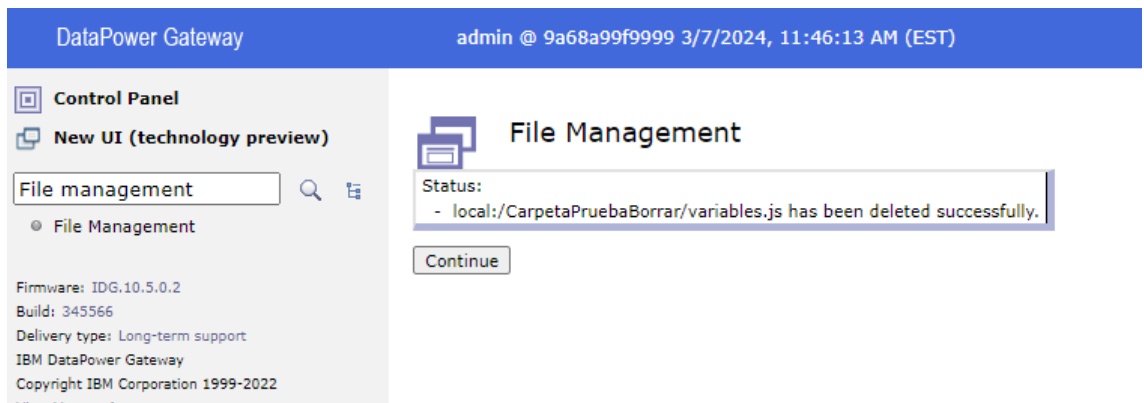 DataPower Gateway
admin @ 9a68a99f9999 3/7/2024, 11:46:13 AM (EST)
Control Panel
New UI (technology preview)
File management
File Management
Firmware: IDG.10.5.0.2
Build: 345566
Delivery type: Long-term support
IBM DataPower Gateway
Copyright IBM Corporation 1999-2022
File Management
Status:
- local:/CarpetaPruebaBorrar/variables.js has been deleted successfully.
Continue